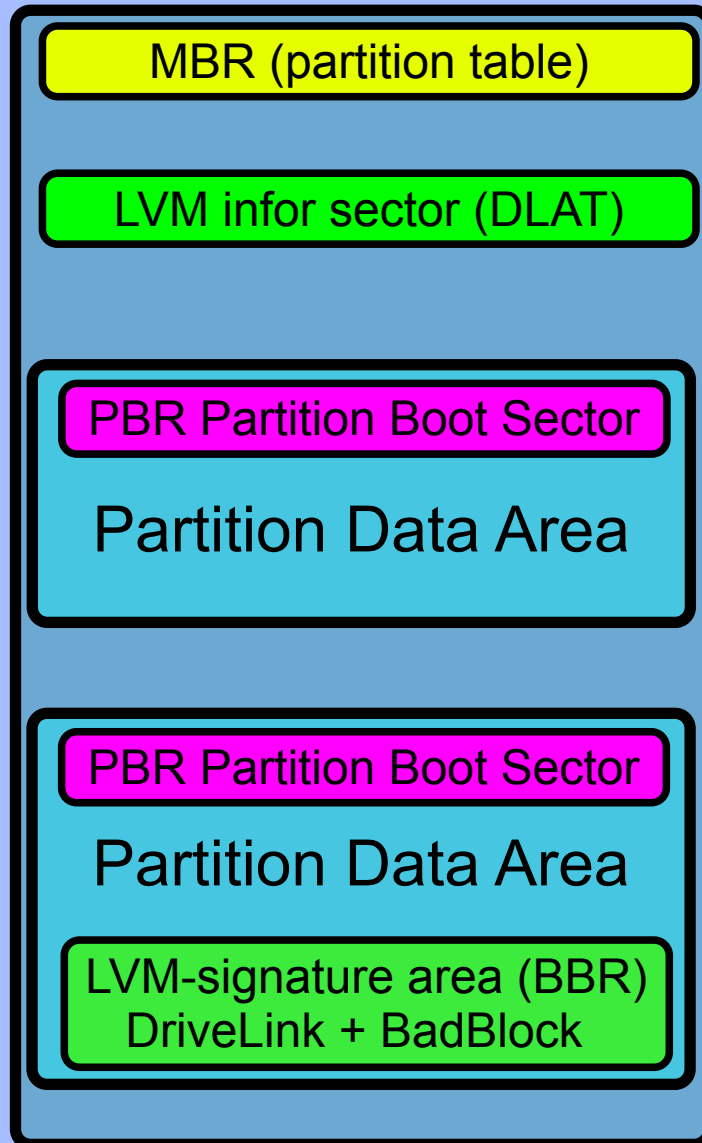 MBR (partition table)
LVM infor sector (DLAT)
PBR Partition Boot Sector
Partition Data Area
PBR Partition Boot Sector
Partition Data Area
LVM-signature area (BBR)
DriveLink + BadBlock